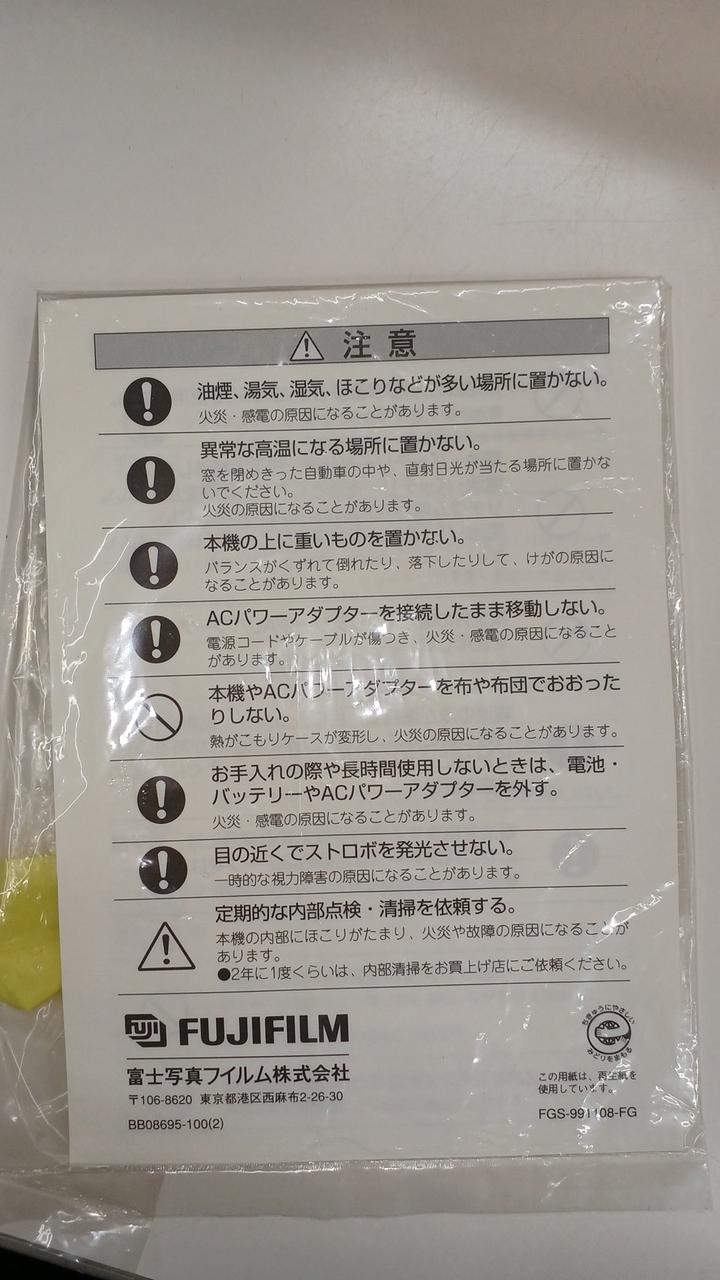 注意
油煙、湯気、湿気、ほこりなどが多い場所に置かない。
火災・感電の原因になることがあります。
異常な高温になる場所に置かない。
窓を閉めきった自動車の中や、直射日光が当たる場所に置かな
いでください。
火災の原因になることがあります。
本機の上に重いものを置かない。
バランスがくずれて倒れたり、落下したりして、けがの原因に
なることがあります。
ACパワーアダプターを接続したまま移動しない。
電源コードやケーブルが傷つき、火災・感電の原因になること
があります。
本機やACパワーアダプターを布や布団でおおった
りしない。
熱がこもりケースが変形し、火災の原因になることがあります。
お手入れの際や長時間使用しないときは、電池・
バッテリーやACパワーアダプターを外す。
火災・感電の原因になることがあります。
目の近くでストロボを発光させない。
一時的な視力障害の原因になることがあります。
定期的な内部点検・清掃を依頼する。
本機の内部にほこりがたまり、火災や故障の原因になることが
あります。
●2年に1度くらいは、内部清掃をお買上げ店にご依頼ください。
FUJI FUJIFILM
富士写真フイルム株式会社
〒106-8620 東京都港区西麻布2-26-30
BB08695-100(2)
ちきゅうにやさしい
みどりをまもる
この用紙は、再生紙を
使用しています。
FGS-991108-FG